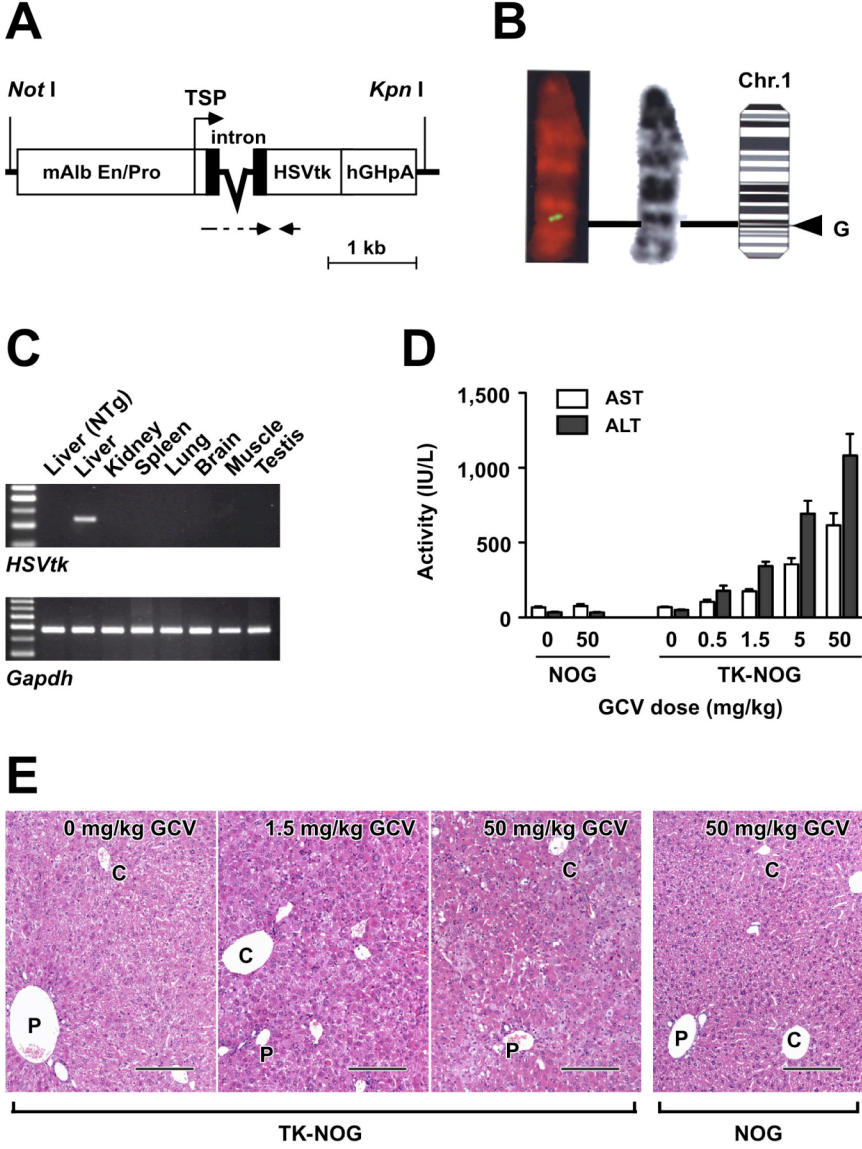 A
Not I
Kpn I
TSP
intron
mAlb En/Pro
HSVtk
hGHpA
1 kb
B
Chr.1
G
C
Liver (NTg)
Liver
Kidney
Spleen
Lung
Brain
Muscle
Testis
HSVtk
Gapdh
D
1,500
1,000
500
0
Activity (IU/L)
AST
ALT
0 50 0 0.5 1.5 5 50
NOG TK-NOG
GCV dose (mg/kg)
E
0 mg/kg GCV 1.5 mg/kg GCV 50 mg/kg GCV 50 mg/kg GCV
C C C
C
P P C
P P
TK-NOG NOG